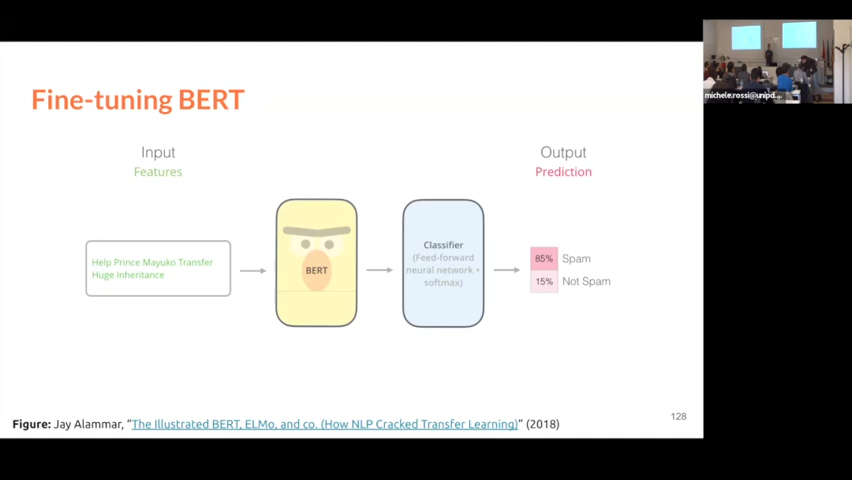 Fine-tuning BERT
Input
Features
Output
Prediction
Help Prince Mayuko Transfer
Huge Inheritance
BERT
Classifier
(Feed-forward
neural network +
softmax)
85% Spam
15% Not Spam
128
Figure: Jay Alammar, “The Illustrated BERT, ELMo, and co. (How NLP Cracked Transfer Learning)” (2018)
michele.rossi@unipd....